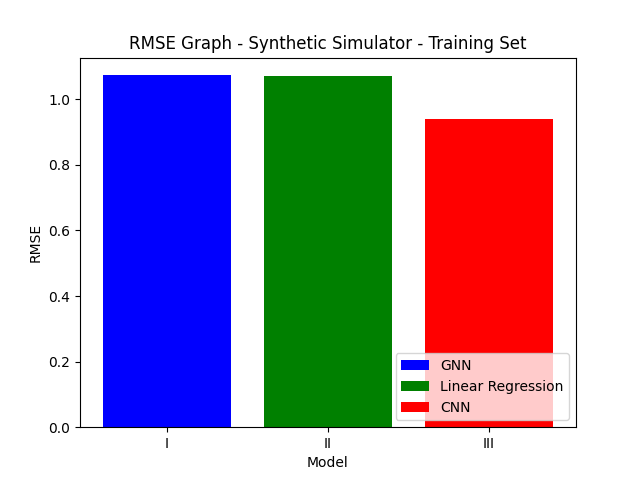 RMSE Graph - Synthetic Simulator - Training Set
1.0
0.8
0.6
0.4
0.2
0.0
RMSE
I
II
III
Model
GNN
Linear Regression
CNN